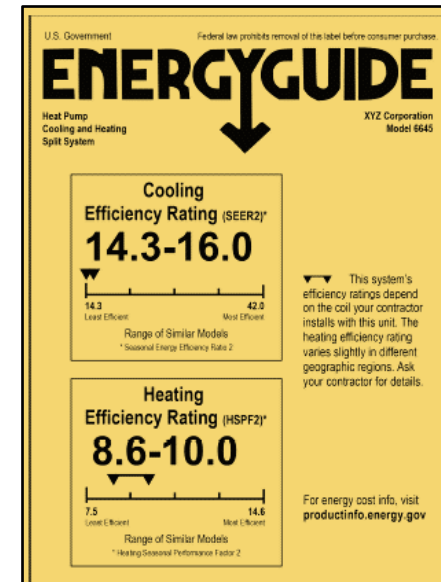 U.S. Government
Federal law prohibits removal of this label before consumer purchase.
ENERGYGUIDE
Heat Pump
Cooling and Heating
Split System
XYZ Corporation
Model 6645
Cooling
Efficiency Rating (SEER2)*
14.3-16.0
14.3
42.0
Least Efficient
Most Efficient
Range of Similar Models
* Seasonal Energy Efficiency Ratio 2
This system's
efficiency ratings depend
on the coil your contractor
installs with this unit. The
heating efficiency rating
varies slightly in different
geographic regions. Ask
your contractor for details.
Heating
Efficiency Rating (HSPF2)*
8.6-10.0
7.5
14.6
Least Efficient
Most Efficient
Range of Similar Models
* Heating Seasonal Performance Factor 2
For energy cost info, visit
productinfo.energy.gov